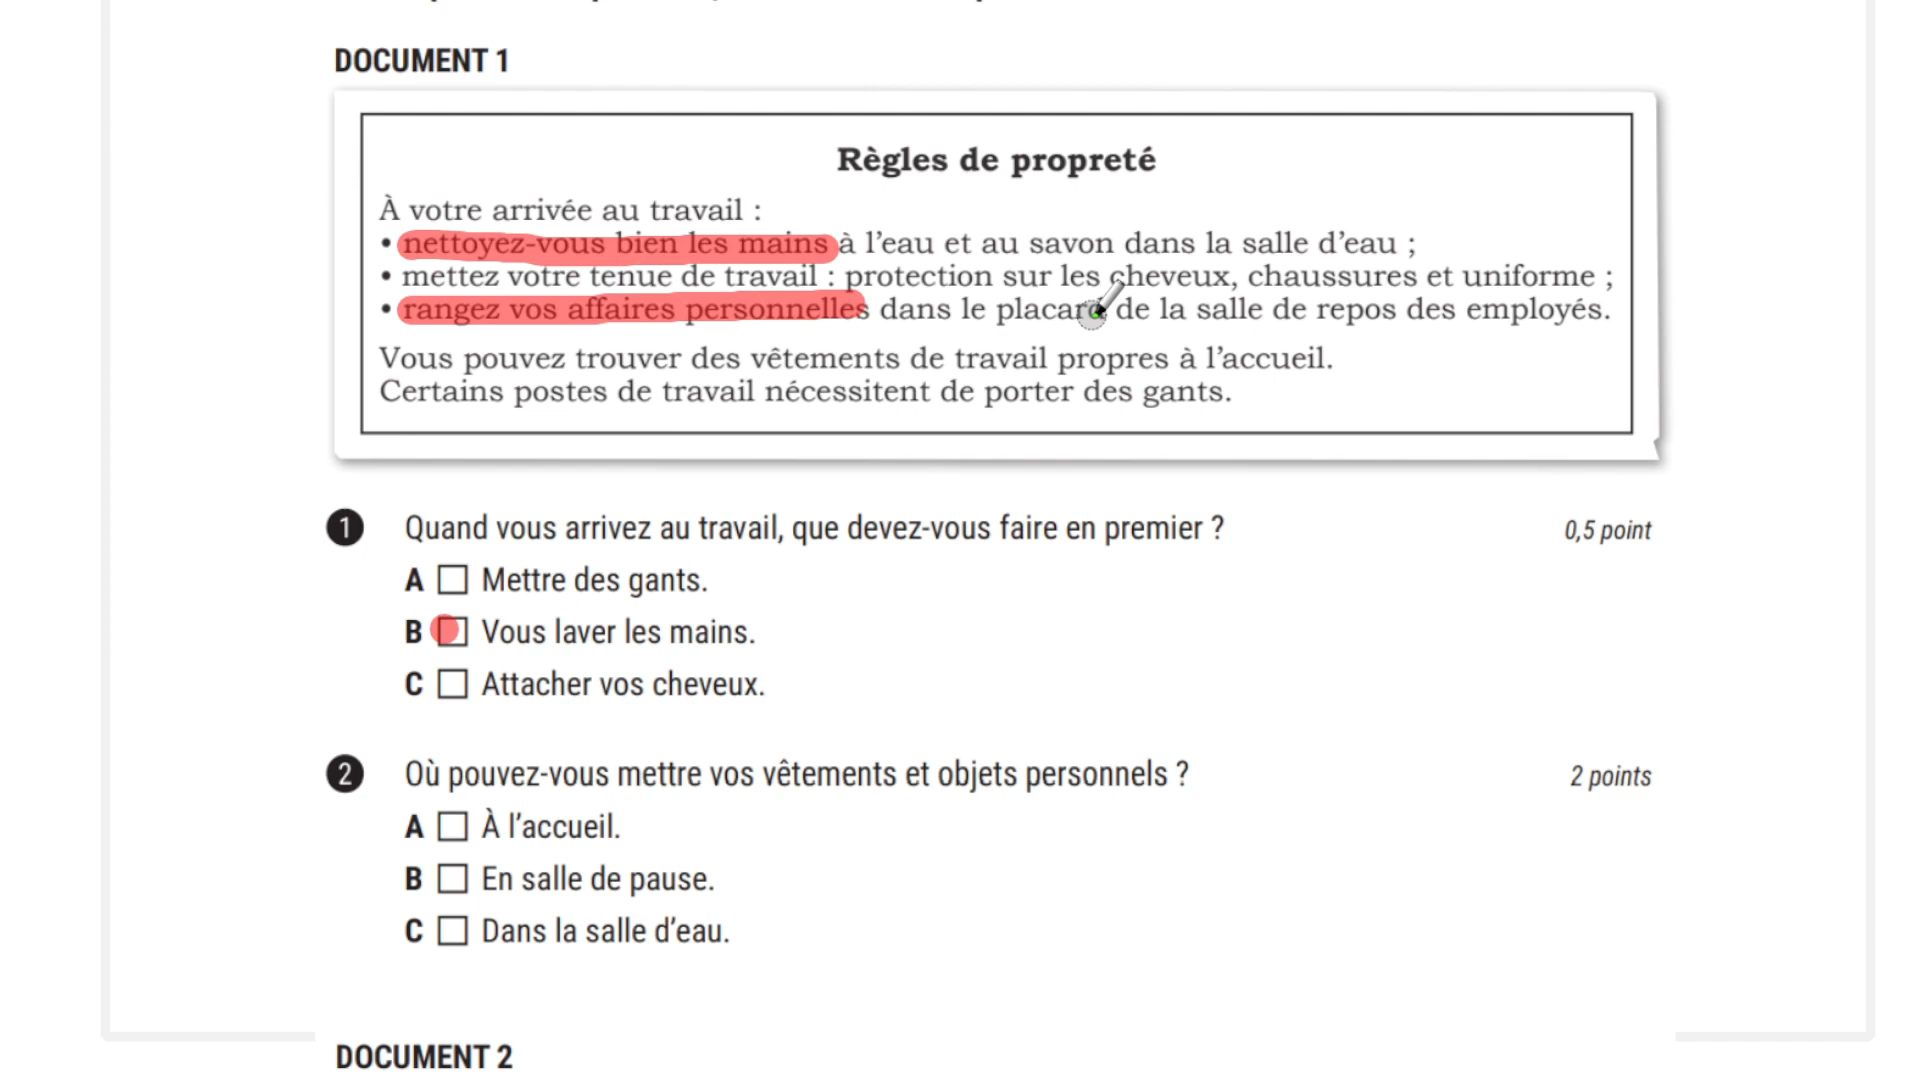 DOCUMENT 1
Règles de propreté
À votre arrivée au travail :
• nettoyez-vous bien les mains à l'eau et au savon dans la salle d'eau ;
• mettez votre tenue de travail : protection sur les cheveux, chaussures et uniforme ;
• rangez vos affaires personnelles dans le placard de la salle de repos des employés.
Vous pouvez trouver des vêtements de travail propres à l'accueil.
Certains postes de travail nécessitent de porter des gants.
1 Quand vous arrivez au travail, que devez-vous faire en premier ? 0,5 point
A Mettre des gants.
B Vous laver les mains.
C Attacher vos cheveux.
2 Où pouvez-vous mettre vos vêtements et objets personnels ? 2 points
A À l'accueil.
B En salle de pause.
C Dans la salle d'eau.
DOCUMENT 2